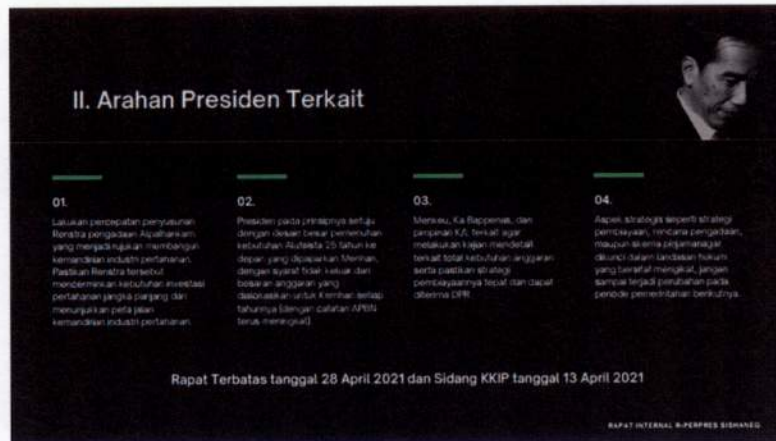 II. Arahan Presiden Terkait
01.
Lakukan percepatan penyusunan
Renstra pengadaan Alpalhankam
yang menjadi rujukan membangun
kemandirian industri pertahanan.
Pastikan Renstra tersebut
mencerminkan kebutuhan investasi
pertahanan jangka panjang dan
menunjukkan peta jalan
kemandirian industri pertahanan.
02.
Presiden pada prinsipnya setuju
dengan desain besar pemenuhan
kebutuhan Alutsista 25 tahun ke
depan yang dipaparkan Menhan,
dengan syarat tidak keluar dari
besaran anggaran yang
dialokasikan untuk Kemhan setiap
tahunnya (dengan catatan APBN
terus meningkat).
03.
Menkeu, Ka Bappenas, dan
pimpinan K/L terkait agar
melakukan kajian mendetail
terkait total kebutuhan anggaran
serta pastikan strategi
pembiayaannya tepat dan dapat
diterima DPR.
04.
Aspek strategis seperti strategi
pembiayaan, rencana pengadaan,
maupun skema pinjaman
dikunci dalam landasan hukum
yang bersifat mengikat, jangan
sampai terjadi perubahan pada
periode pemerintahan berikutnya.
Rapat Terbatas tanggal 28 April 2021 dan Sidang KKIP tanggal 13 April 2021
RAPAT INTERNAL R-PERPRES SISHANEG